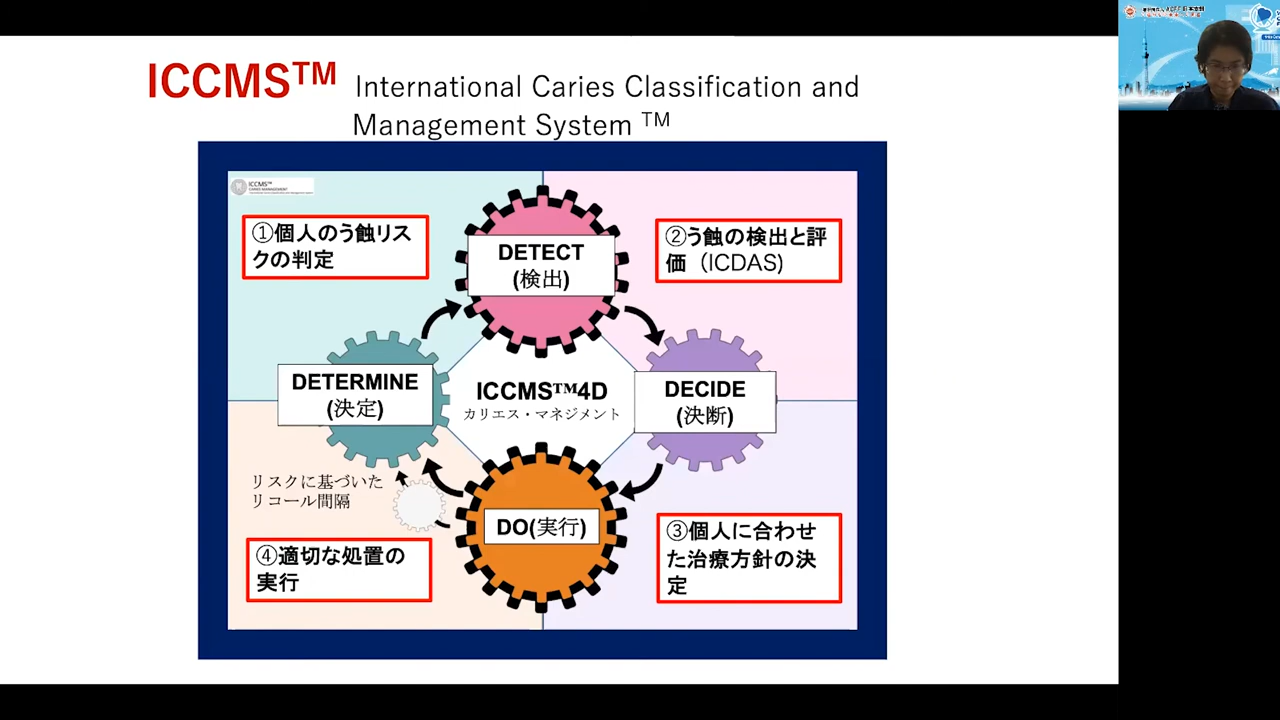 ICCMS™ International Caries Classification and
Management System ™
ICCMS™
CARIES MANAGEMENT
①個人のう蝕リス
クの判定
DETECT
(検出)
②う蝕の検出と評
価（ICDAS)
DETERMINE
(決定)
ICCMS™4D
カリエス・マネジメント
DECIDE
(決断)
リスクに基づいた
リコール間隔
DO(実行)
④適切な処置の
実行
③個人に合わせ
た治療方針の決
定